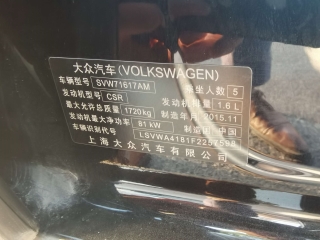 大众汽车(VOLKSWAGEN)
车辆型号 SVW71617AM 乘坐人数 5
发动机型号 CSR 发动机排量 1.6 L
最大允许总质量 1720kg 制造年月 2015.11
发动机最大净功率 81 kW 制造国 中国
车辆识别代号 LSVWA4181F2257598
上海大众汽车有限公司